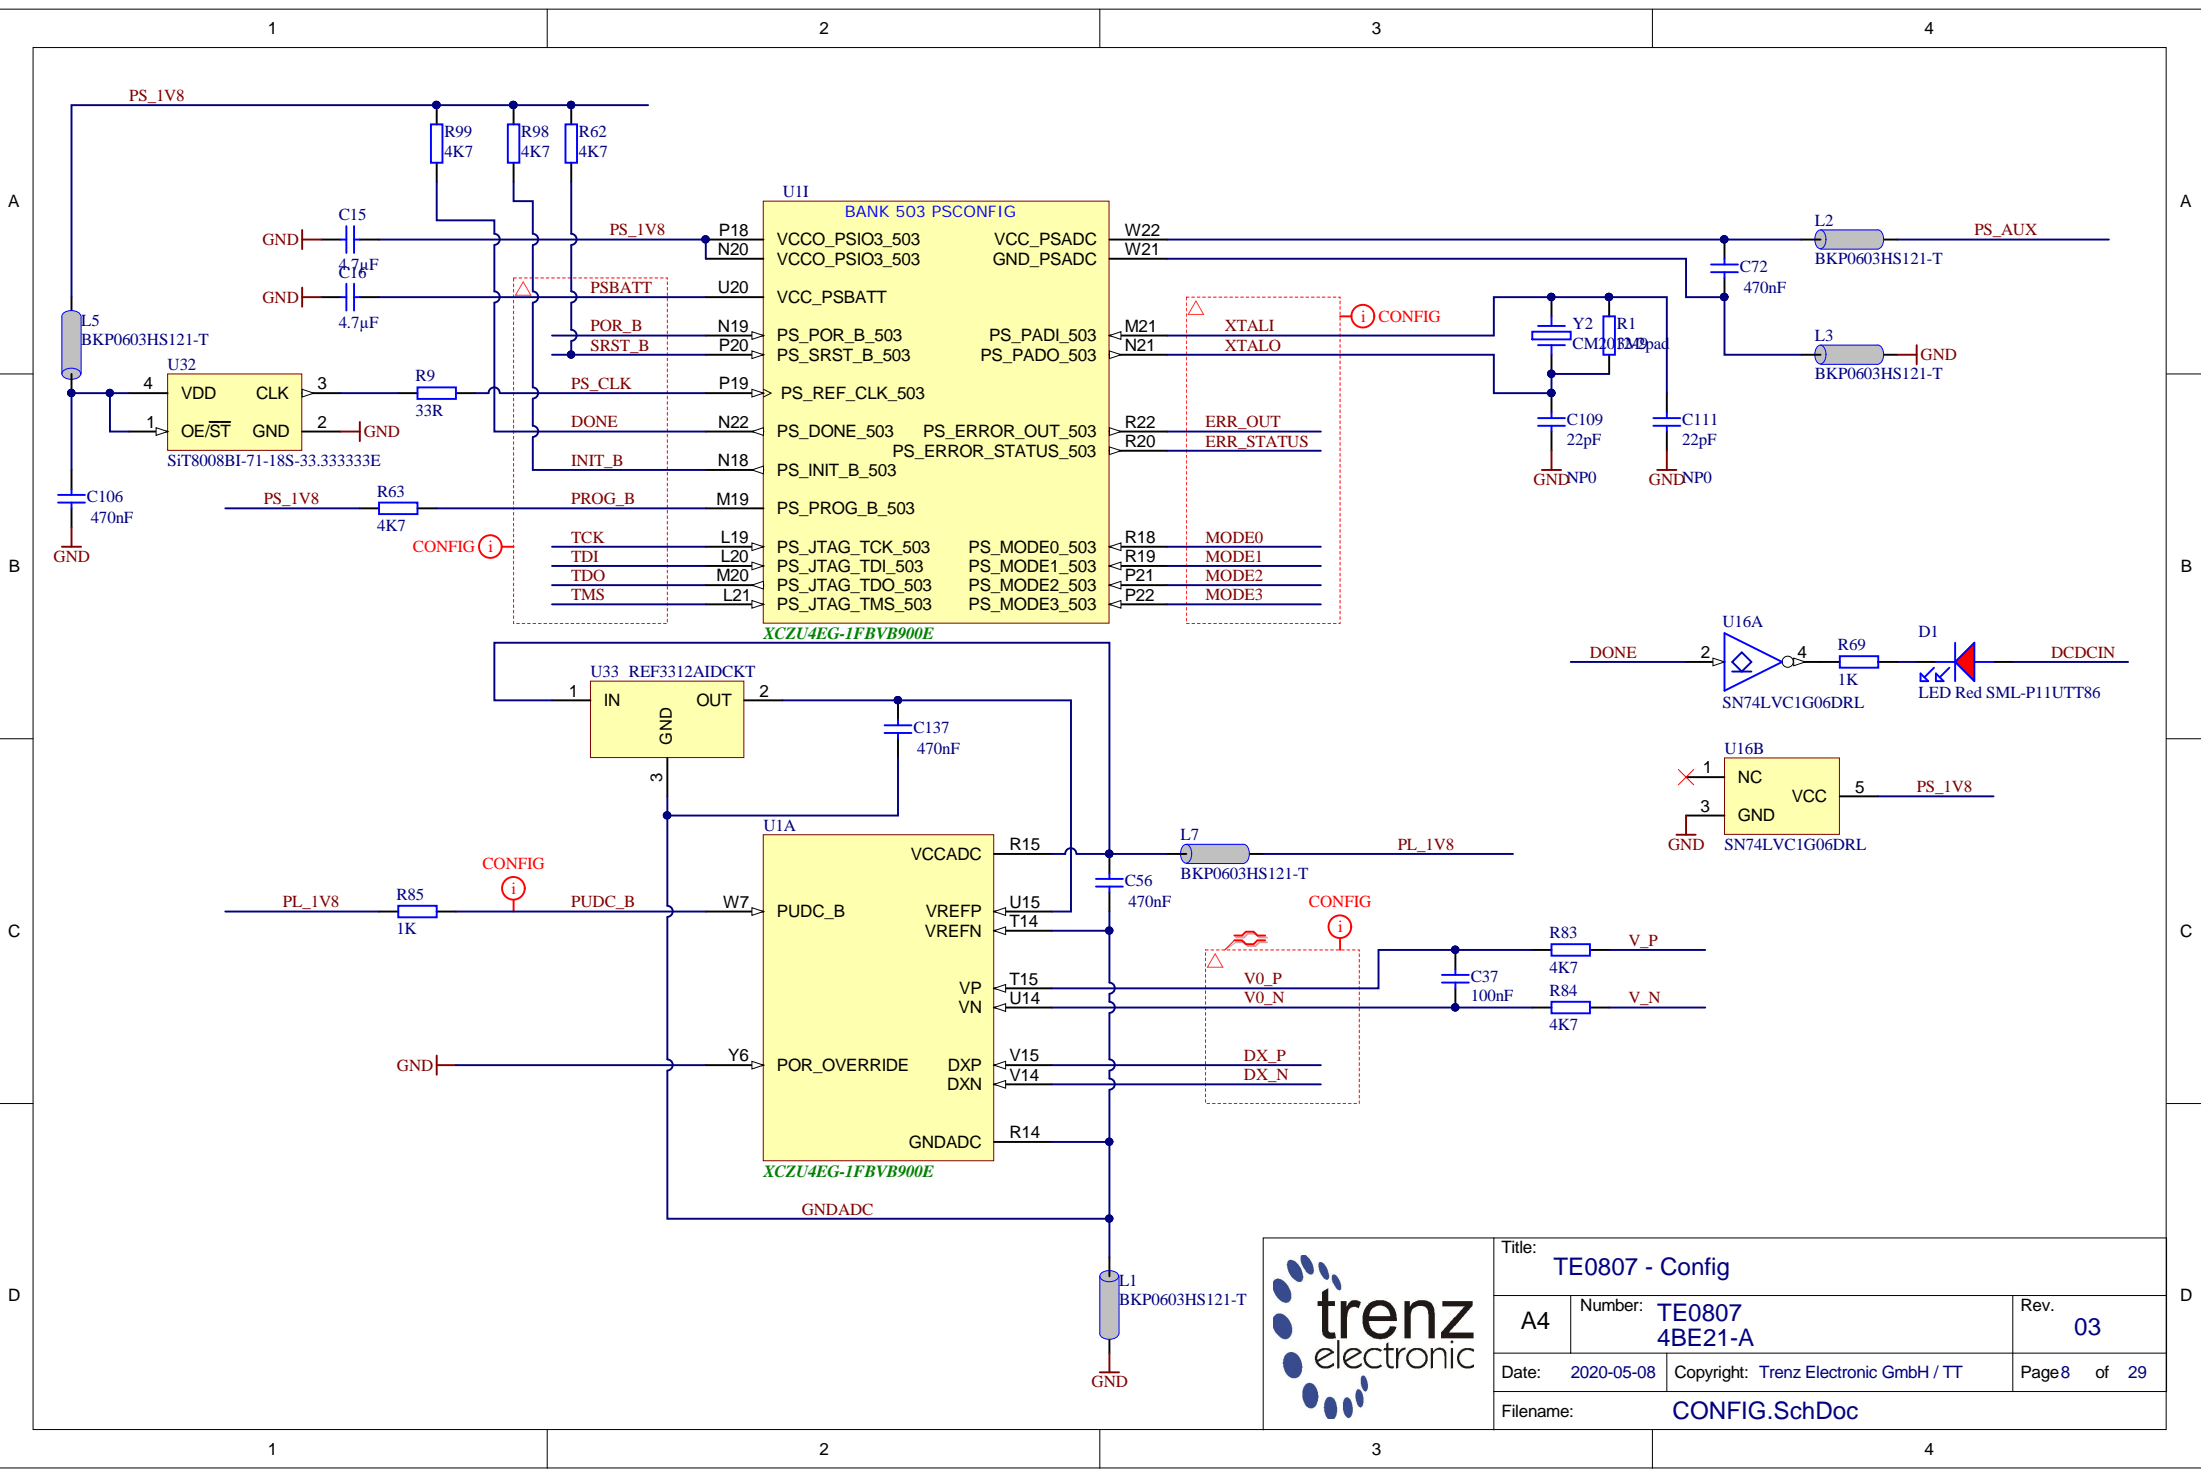 1 2 3 4
A A
B B
C C
D D
PS_1V8
R99
4K7
R98
4K7
R62
4K7
C15
GND
4.7µF
PS_1V8
C16
GND
4.7µF
PSBATT
POR_B
SRST_B
L5
BKP0603HS121-T
U32
4 VDD CLK 3
1 OE/ST GND 2
GND
SiT8008BI-71-18S-33.333333E
R9
33R
PS_CLK
DONE
INIT_B
C106
470nF
GND
PS_1V8
R63
4K7
PROG_B
CONFIG i
TCK
TDI
TDO
TMS
U1I
BANK 503 PSCONFIG
P18 VCCO_PSIO3_503
N20 VCCO_PSIO3_503
U20 VCC_PSBATT
N19 PS_POR_B_503
P20 PS_SRST_B_503
P19 PS_REF_CLK_503
N22 PS_DONE_503
N18 PS_INIT_B_503
M19 PS_PROG_B_503
L19 PS_JTAG_TCK_503
L20 PS_JTAG_TDI_503
M20 PS_JTAG_TDO_503
L21 PS_JTAG_TMS_503
VCC_PSADC W22
GND_PSADC W21
PS_PADI_503 M21
PS_PADO_503 N21
PS_ERROR_OUT_503 R22
PS_ERROR_STATUS_503 R20
PS_MODE0_503 R18
PS_MODE1_503 R19
PS_MODE2_503 P21
PS_MODE3_503 P22
XCZU4EG-1FBVB900E
XTALI
XTALO
i CONFIG
ERR_OUT
ERR_STATUS
MODE0
MODE1
MODE2
MODE3
Y2
R1
C109
22pF
GND NP0
C111
22pF
GND NP0
L2
BKP0603HS121-T
PS_AUX
C72
470nF
L3
BKP0603HS121-T
GND
DONE
U16A
2 4
SN74LVC1G06DRL
R69
1K
D1
LED Red SML-P11UTT86
DCDCIN
U16B
1 NC
3 GND
VCC 5
PS_1V8
GND
SN74LVC1G06DRL
U33 REF3312AIDCKT
1 IN OUT 2
GND
3
C137
470nF
U1A
VCCADC R15
W7 PUDC_B
VREFP U15
VREFN T14
VP T15
VN U14
Y6 POR_OVERRIDE
DXP V15
DXN V14
GNDADC R14
XCZU4EG-1FBVB900E
PL_1V8
R85
1K
CONFIG
i
PUDC_B
GND
GNDADC
L7
BKP0603HS121-T
PL_1V8
C56
470nF
CONFIG
i
V0_P
V0_N
DX_P
DX_N
C37
100nF
R83
4K7
V_P
R84
4K7
V_N
L1
BKP0603HS121-T
GND
trenz
electronic
Title:
TE0807 - Config
A4
Number: TE0807
4BE21-A
Rev.
03
Date: 2020-05-08 Copyright: Trenz Electronic GmbH / TT Page 8 of 29
Filename: CONFIG.SchDoc
1 2 3 4